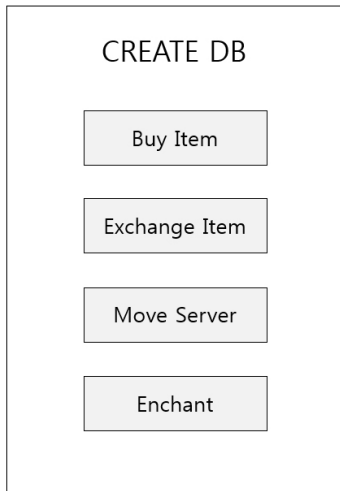 CREATE DB
Buy Item
Exchange Item
Move Server
Enchant